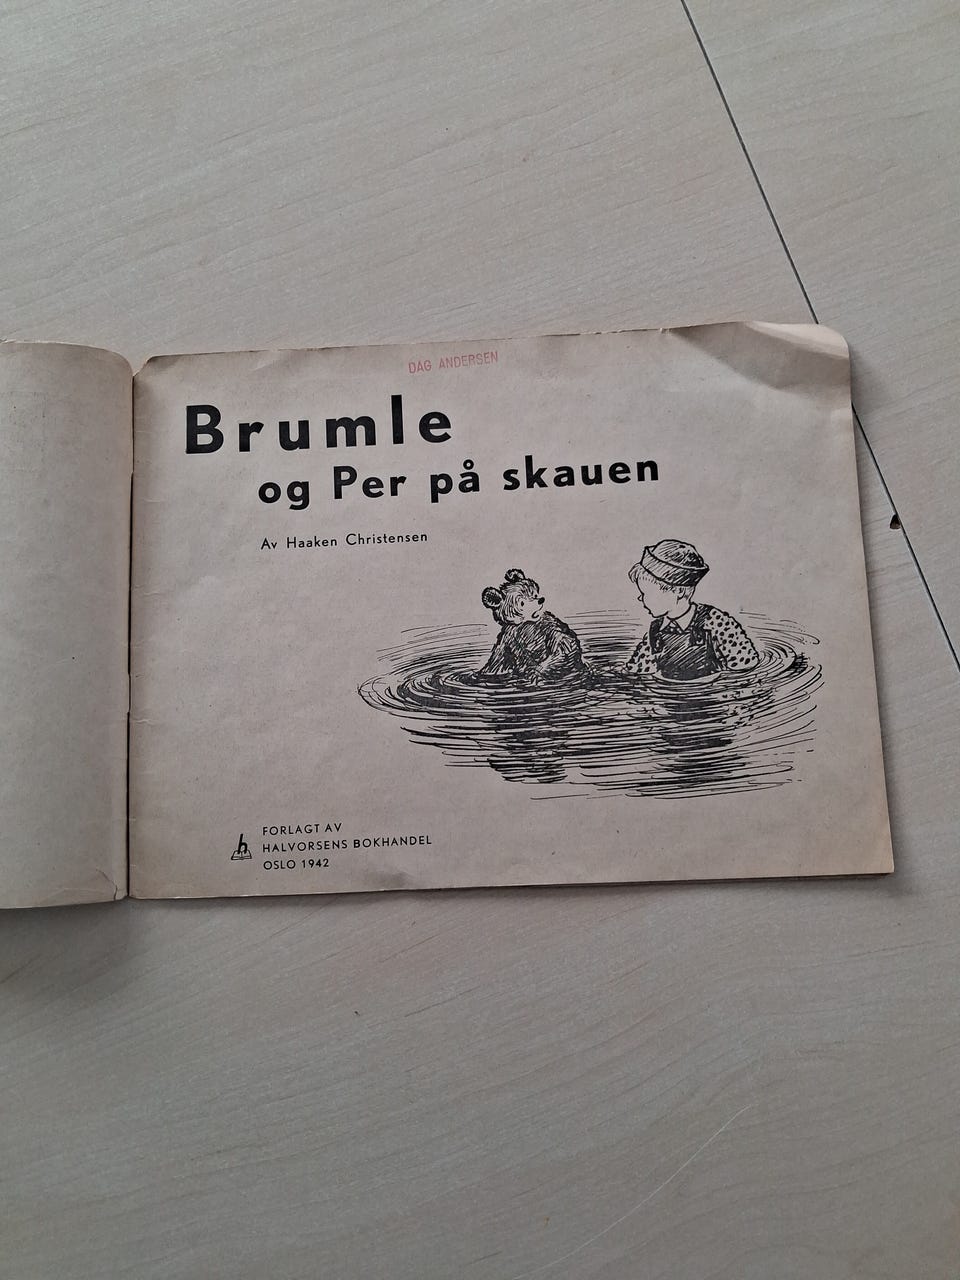 DAG ANDERSEN
Brumle
og Per på skauen
Av Haaken Christensen
h
FORLAGT AV
HALVORSENS BOKHANDEL
OSLO 1942